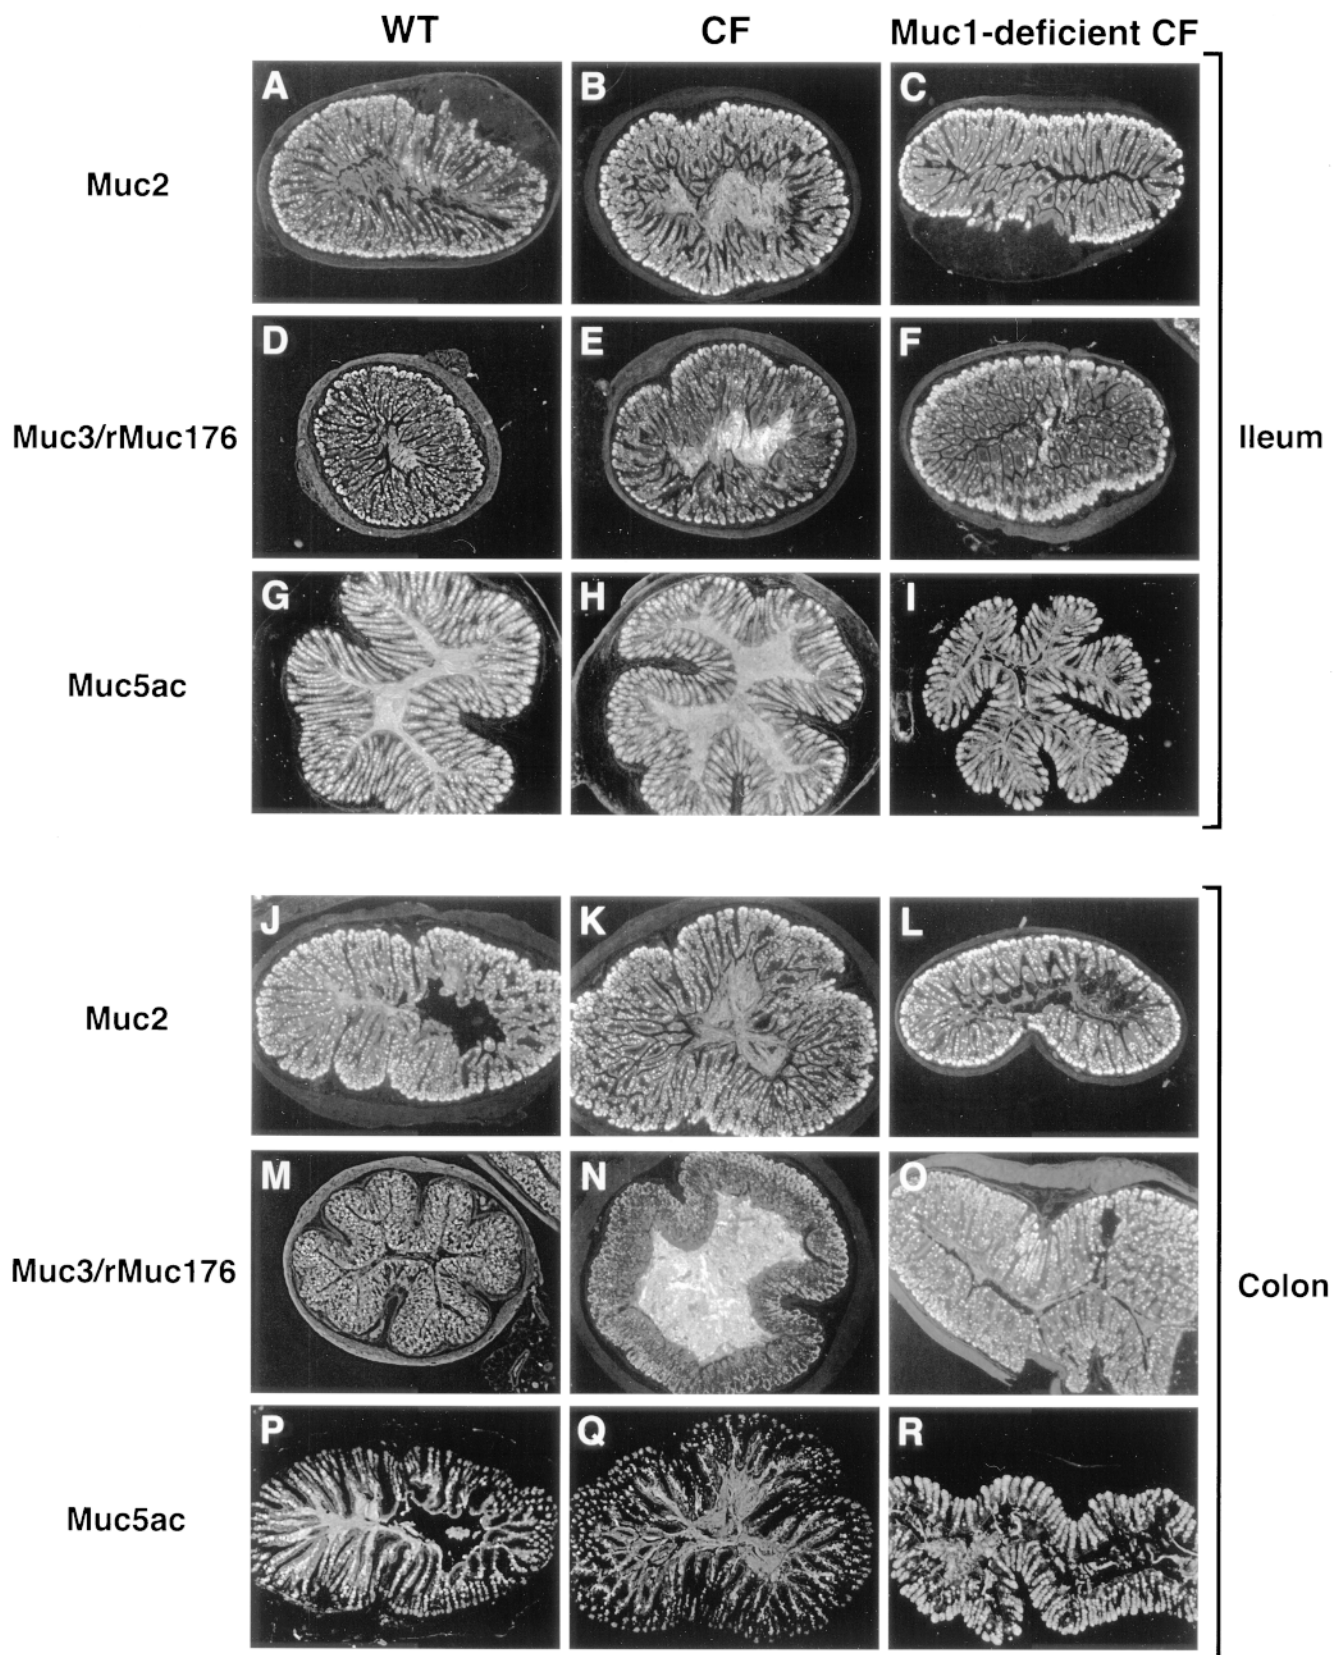 WT CF Muc1-deficient CF
A B C
Muc2
D E F
Muc3/rMuc176
Ileum
G H I
Muc5ac
J K L
Muc2
M N O
Muc3/rMuc176
Colon
P Q R
Muc5ac